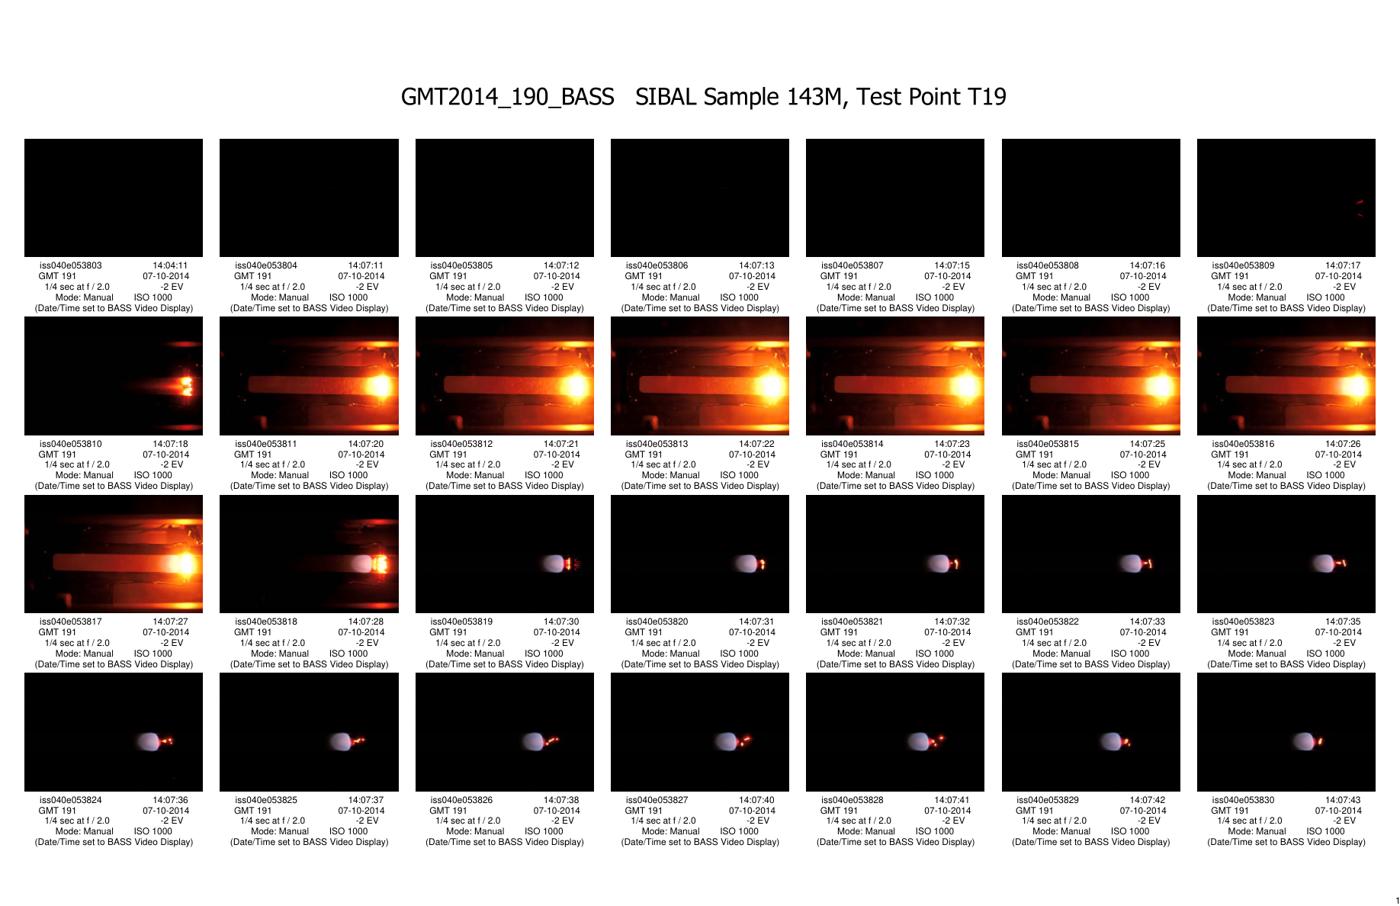 GMT2014_190_BASS SIBAL Sample 143M, Test Point T19
iss040e053803 14:04:11
GMT 191 07-10-2014
1/4 sec at f / 2.0 -2 EV
Mode: Manual ISO 1000
(Date/Time set to BASS Video Display)
iss040e053804 14:07:11
GMT 191 07-10-2014
1/4 sec at f / 2.0 -2 EV
Mode: Manual ISO 1000
(Date/Time set to BASS Video Display)
iss040e053805 14:07:12
GMT 191 07-10-2014
1/4 sec at f / 2.0 -2 EV
Mode: Manual ISO 1000
(Date/Time set to BASS Video Display)
iss040e053806 14:07:13
GMT 191 07-10-2014
1/4 sec at f / 2.0 -2 EV
Mode: Manual ISO 1000
(Date/Time set to BASS Video Display)
iss040e053807 14:07:15
GMT 191 07-10-2014
1/4 sec at f / 2.0 -2 EV
Mode: Manual ISO 1000
(Date/Time set to BASS Video Display)
iss040e053808 14:07:16
GMT 191 07-10-2014
1/4 sec at f / 2.0 -2 EV
Mode: Manual ISO 1000
(Date/Time set to BASS Video Display)
iss040e053809 14:07:17
GMT 191 07-10-2014
1/4 sec at f / 2.0 -2 EV
Mode: Manual ISO 1000
(Date/Time set to BASS Video Display)
iss040e053810 14:07:18
GMT 191 07-10-2014
1/4 sec at f / 2.0 -2 EV
Mode: Manual ISO 1000
(Date/Time set to BASS Video Display)
iss040e053811 14:07:20
GMT 191 07-10-2014
1/4 sec at f / 2.0 -2 EV
Mode: Manual ISO 1000
(Date/Time set to BASS Video Display)
iss040e053812 14:07:21
GMT 191 07-10-2014
1/4 sec at f / 2.0 -2 EV
Mode: Manual ISO 1000
(Date/Time set to BASS Video Display)
iss040e053813 14:07:22
GMT 191 07-10-2014
1/4 sec at f / 2.0 -2 EV
Mode: Manual ISO 1000
(Date/Time set to BASS Video Display)
iss040e053814 14:07:23
GMT 191 07-10-2014
1/4 sec at f / 2.0 -2 EV
Mode: Manual ISO 1000
(Date/Time set to BASS Video Display)
iss040e053815 14:07:25
GMT 191 07-10-2014
1/4 sec at f / 2.0 -2 EV
Mode: Manual ISO 1000
(Date/Time set to BASS Video Display)
iss040e053816 14:07:26
GMT 191 07-10-2014
1/4 sec at f / 2.0 -2 EV
Mode: Manual ISO 1000
(Date/Time set to BASS Video Display)
iss040e053817 14:07:27
GMT 191 07-10-2014
1/4 sec at f / 2.0 -2 EV
Mode: Manual ISO 1000
(Date/Time set to BASS Video Display)
iss040e053818 14:07:28
GMT 191 07-10-2014
1/4 sec at f / 2.0 -2 EV
Mode: Manual ISO 1000
(Date/Time set to BASS Video Display)
iss040e053819 14:07:30
GMT 191 07-10-2014
1/4 sec at f / 2.0 -2 EV
Mode: Manual ISO 1000
(Date/Time set to BASS Video Display)
iss040e053820 14:07:31
GMT 191 07-10-2014
1/4 sec at f / 2.0 -2 EV
Mode: Manual ISO 1000
(Date/Time set to BASS Video Display)
iss040e053821 14:07:32
GMT 191 07-10-2014
1/4 sec at f / 2.0 -2 EV
Mode: Manual ISO 1000
(Date/Time set to BASS Video Display)
iss040e053822 14:07:33
GMT 191 07-10-2014
1/4 sec at f / 2.0 -2 EV
Mode: Manual ISO 1000
(Date/Time set to BASS Video Display)
iss040e053823 14:07:35
GMT 191 07-10-2014
1/4 sec at f / 2.0 -2 EV
Mode: Manual ISO 1000
(Date/Time set to BASS Video Display)
iss040e053824 14:07:36
GMT 191 07-10-2014
1/4 sec at f / 2.0 -2 EV
Mode: Manual ISO 1000
(Date/Time set to BASS Video Display)
iss040e053825 14:07:37
GMT 191 07-10-2014
1/4 sec at f / 2.0 -2 EV
Mode: Manual ISO 1000
(Date/Time set to BASS Video Display)
iss040e053826 14:07:38
GMT 191 07-10-2014
1/4 sec at f / 2.0 -2 EV
Mode: Manual ISO 1000
(Date/Time set to BASS Video Display)
iss040e053827 14:07:40
GMT 191 07-10-2014
1/4 sec at f / 2.0 -2 EV
Mode: Manual ISO 1000
(Date/Time set to BASS Video Display)
iss040e053828 14:07:41
GMT 191 07-10-2014
1/4 sec at f / 2.0 -2 EV
Mode: Manual ISO 1000
(Date/Time set to BASS Video Display)
iss040e053829 14:07:42
GMT 191 07-10-2014
1/4 sec at f / 2.0 -2 EV
Mode: Manual ISO 1000
(Date/Time set to BASS Video Display)
iss040e053830 14:07:43
GMT 191 07-10-2014
1/4 sec at f / 2.0 -2 EV
Mode: Manual ISO 1000
(Date/Time set to BASS Video Display)